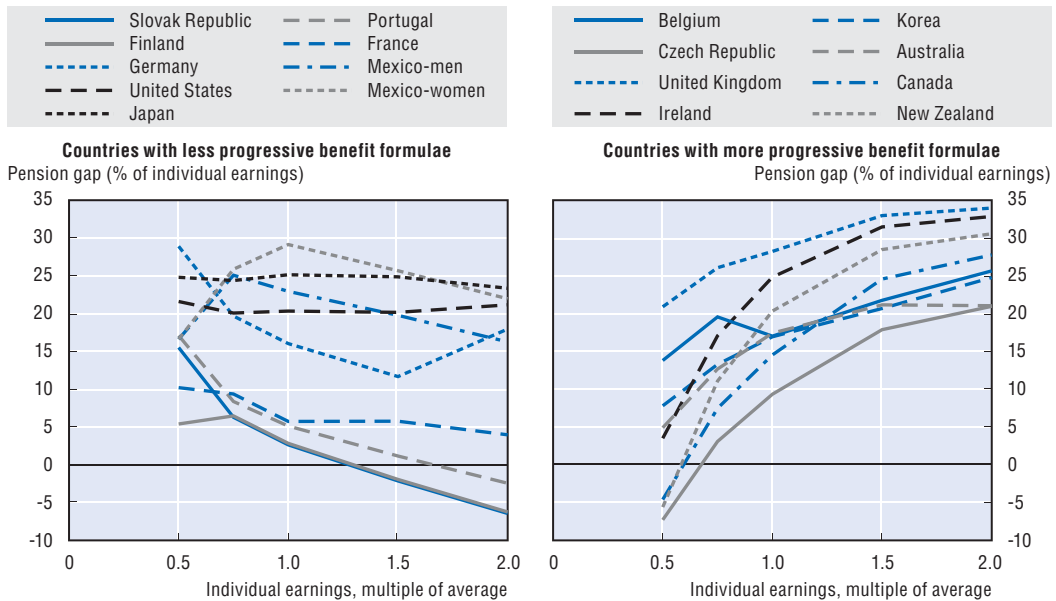 Slovak Republic
Finland
Germany
United States
Japan
Portugal
France
Mexico-men
Mexico-women
Belgium
Czech Republic
United Kingdom
Ireland
Korea
Australia
Canada
New Zealand
Countries with less progressive benefit formulae
Pension gap (% of individual earnings)
35
30
25
20
15
10
5
0
-5
-10
0 0.5 1.0 1.5 2.0
Individual earnings, multiple of average
Countries with more progressive benefit formulae
Pension gap (% of individual earnings)
35
30
25
20
15
10
5
0
-5
-10
0 0.5 1.0 1.5 2.0
Individual earnings, multiple of average